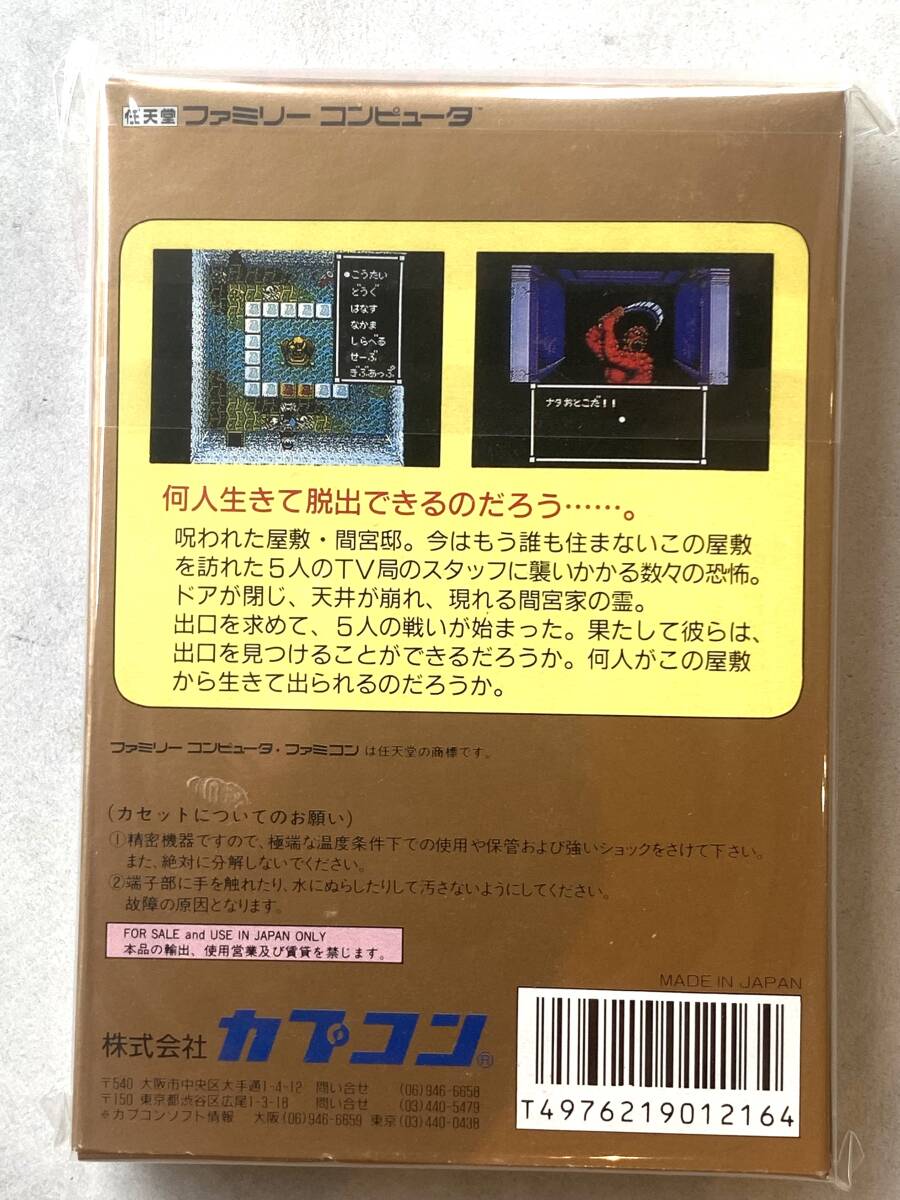 任天堂 ファミリー コンピュータ™
●こうたい
どうぐ
はなす
なかま
しらべる
せーぶ
ぎぶあっぷ
ナタおとこだ!!
何人生きて脱出できるのだろう……。
呪われた屋敷・間宮邸。今はもう誰も住まないこの屋敷
を訪れた5人のTV局のスタッフに襲いかかる数々の恐怖。
ドアが閉じ、天井が崩れ、現れる間宮家の霊。
出口を求めて、5人の戦いが始まった。果たして彼らは、
出口を見つけることができるだろうか。何人がこの屋敷
から生きて出られるのだろうか。
ファミリー コンピュータ・ファミコン は任天堂の商標です。
(カセットについてのお願い)
①精密機器ですので、極端な温度条件下での使用や保管および強いショックをさけて下さい。
また、絶対に分解しないでください。
②端子部に手を触れたり、水にぬらしたりして汚さないようにしてください。
故障の原因となります。
FOR SALE and USE IN JAPAN ONLY
本品の輸出、使用営業及び賃貸を禁じます。
MADE IN JAPAN
株式会社 カプコン®
〒540 大阪市中央区大手通1-4-12 問い合せ (06)946-6658
〒150 東京都渋谷区広尾1-3-18 問い合せ (03)440-5479
※カプコンソフト情報 大阪(06)946-6659 東京(03)440-0438
T4976219012164